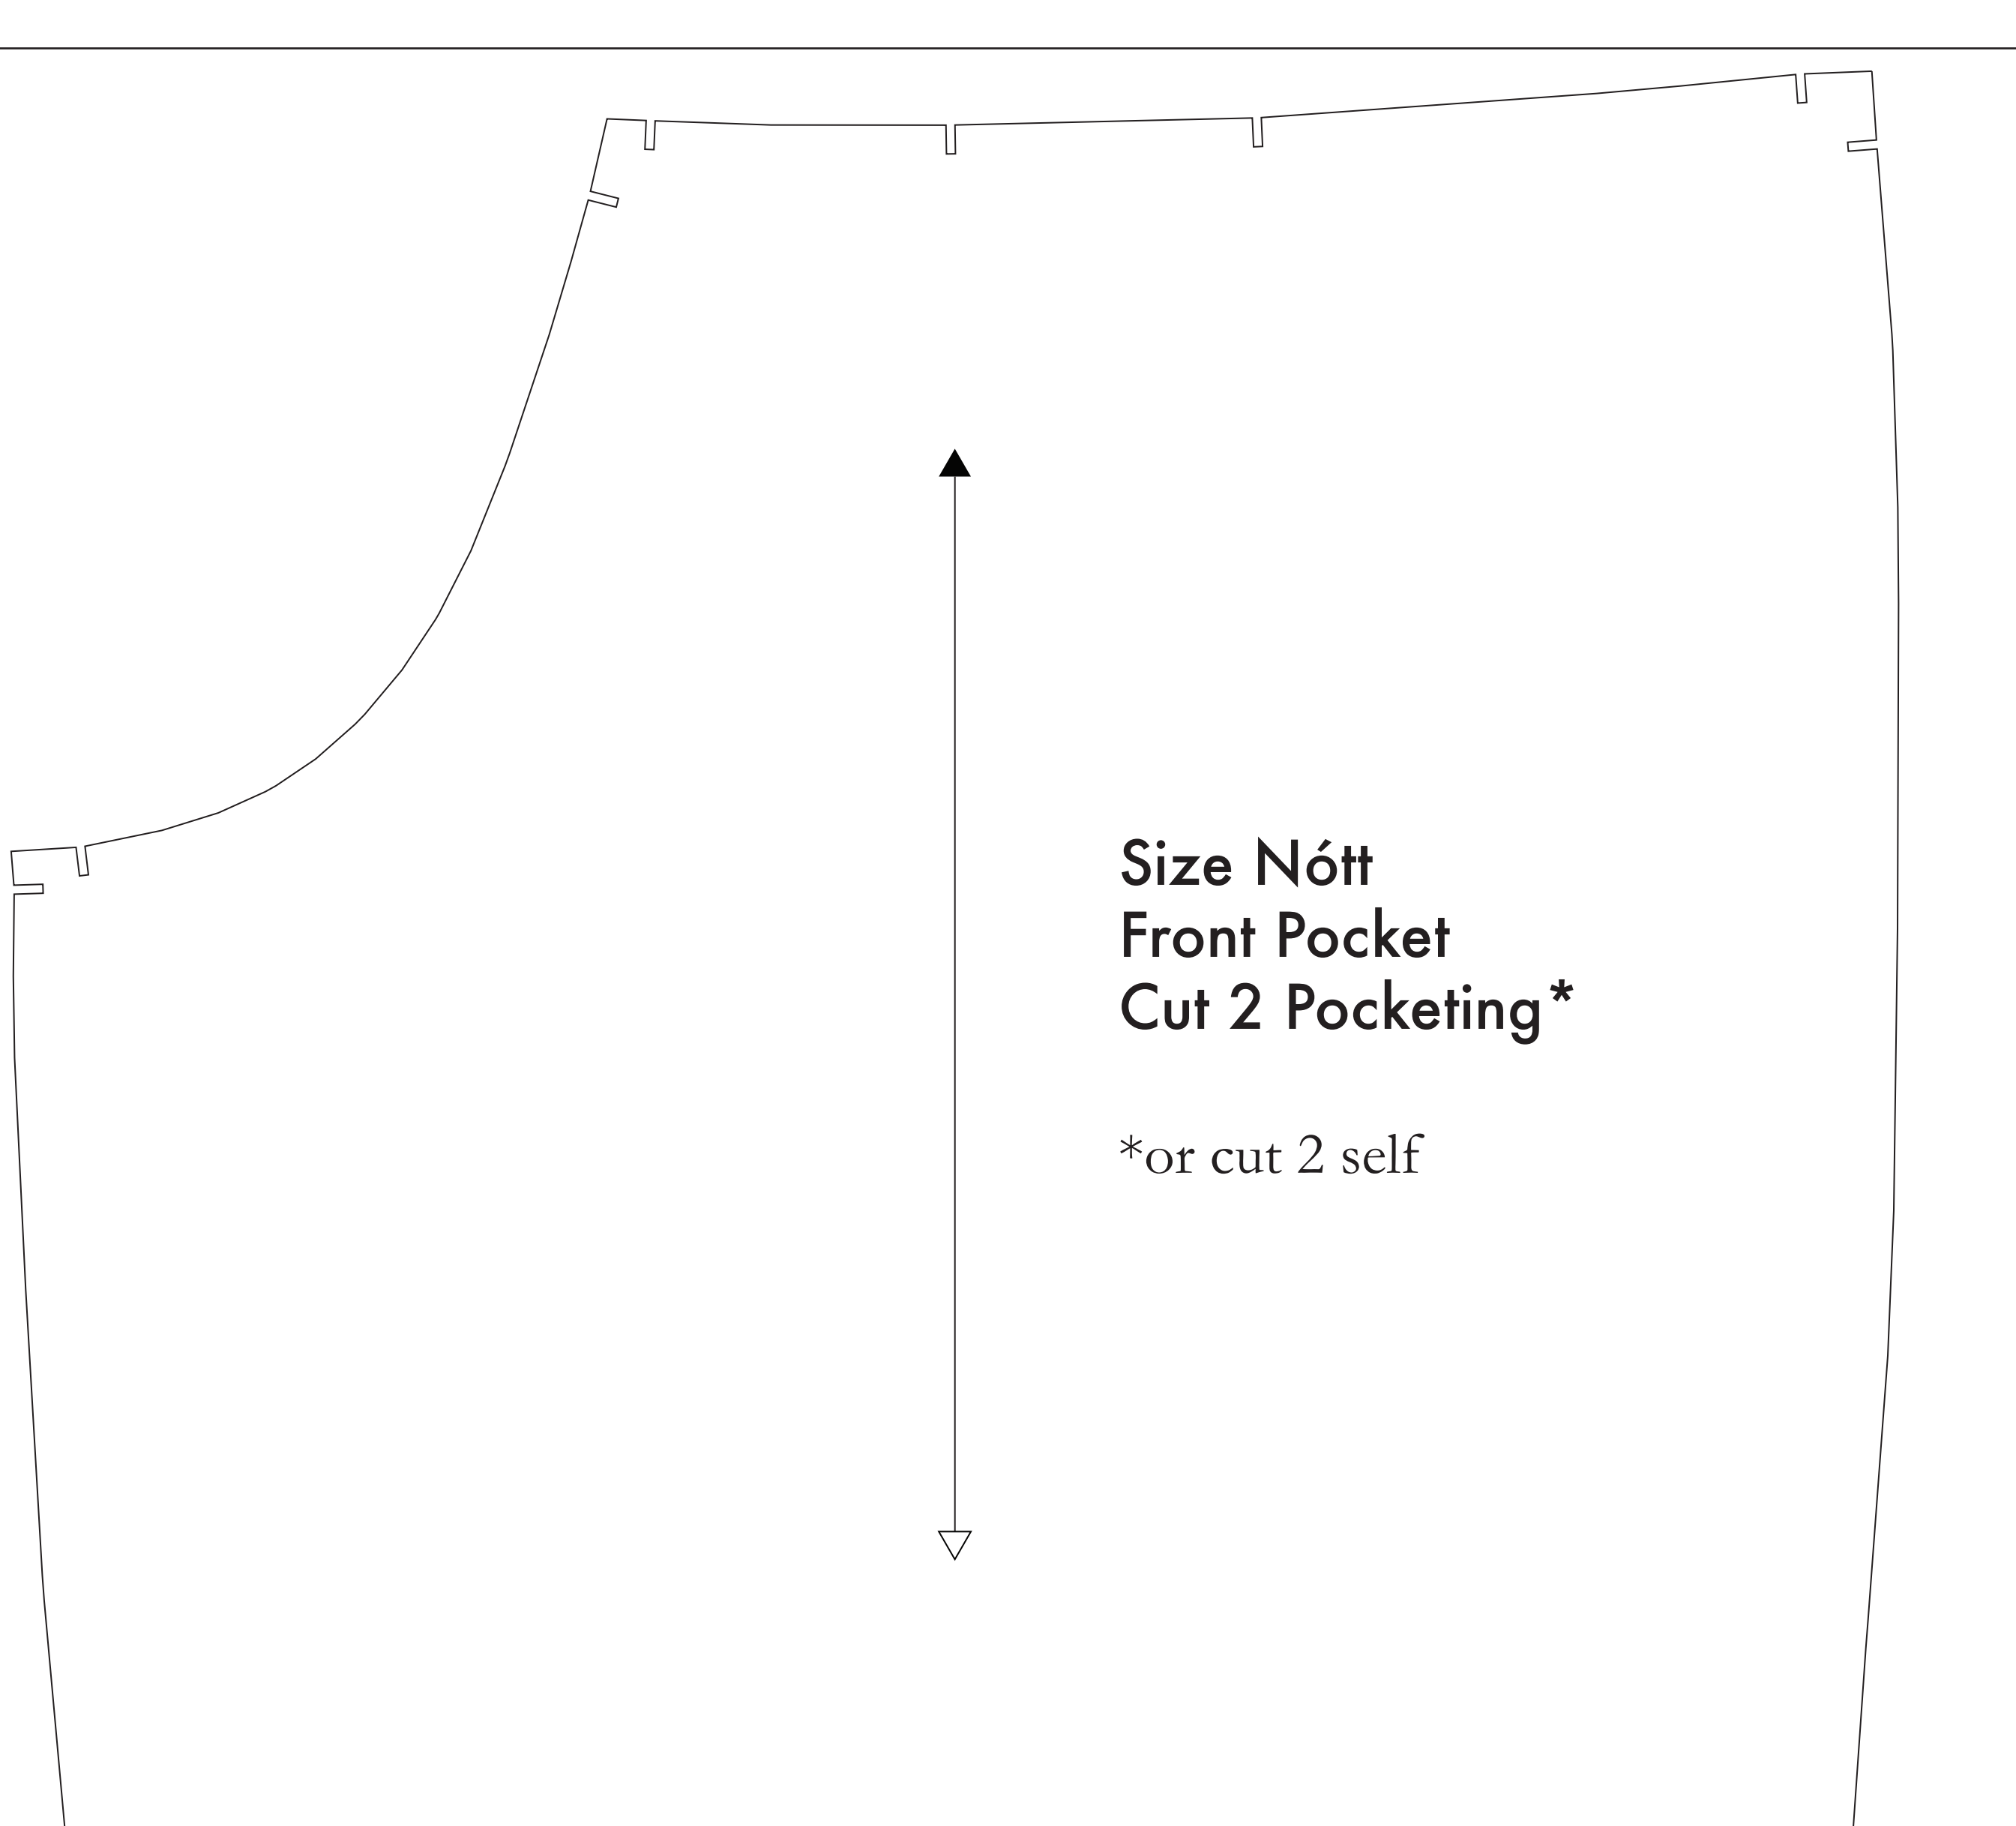 Size Nótt
Front Pocket
Cut 2 Pocketing*
*or cut 2 self